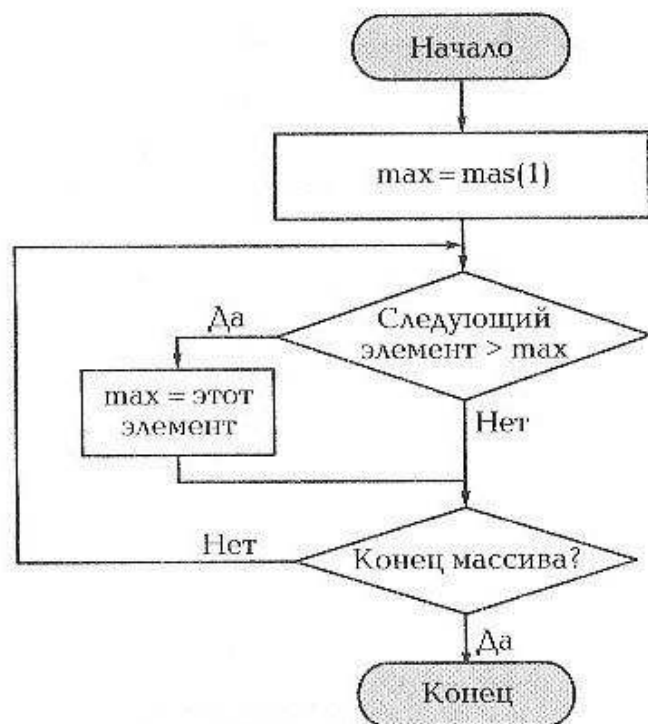 Начало
max = mas(1)
Да
Следующий
элемент > max
max = этот
элемент
Нет
Нет
Конец массива?
Да
Конец